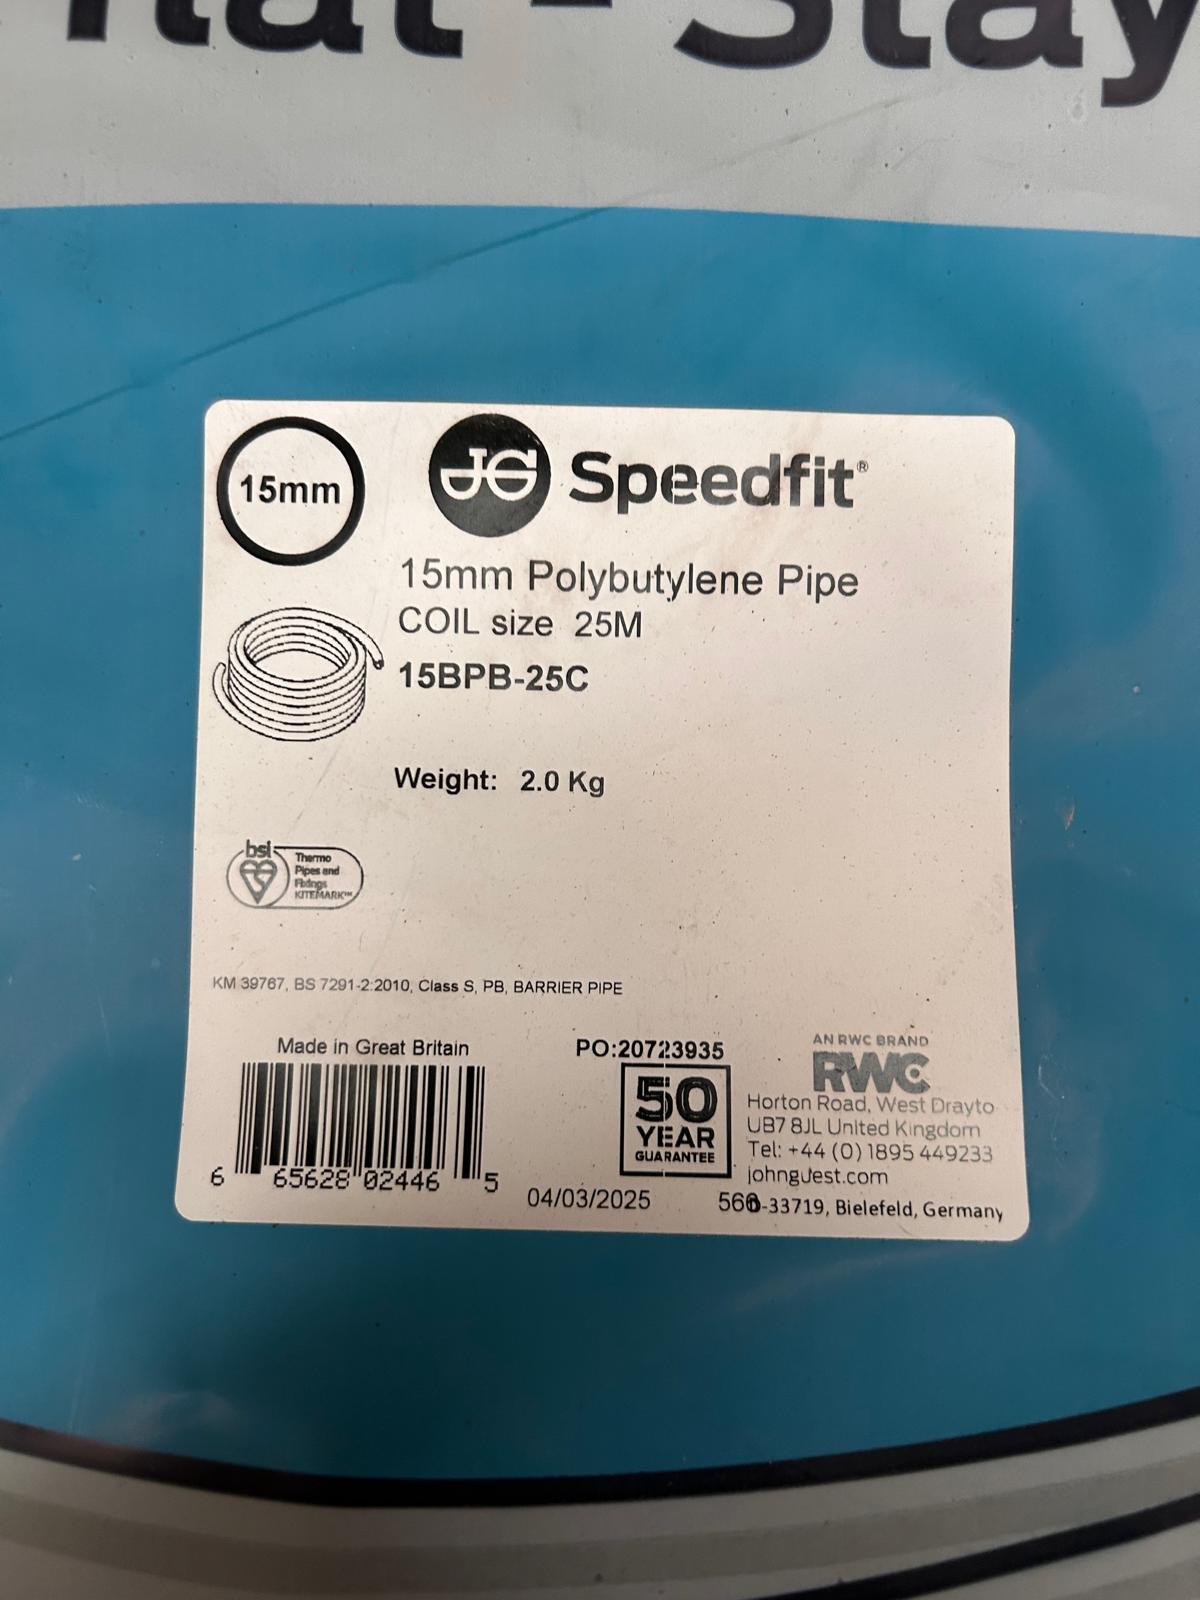 - Stay
15mm
JG Speedfit®
15mm Polybutylene Pipe
COIL size 25M
15BPB-25C
Weight: 2.0 Kg
bsi
Thermo
Pipes and
Fixings
KITEMARK™
KM 39767, BS 7291-2:2010, Class S, PB, BARRIER PIPE
Made in Great Britain
PO:20723935
50
YEAR
GUARANTEE
AN RWC BRAND
RWC
Horton Road, West Drayto
UB7 8JL United Kingdom
Tel: +44 (0) 1895 449233
johnguest.com
6 65628 02446 5
04/03/2025
-33719, Bielefeld, Germany